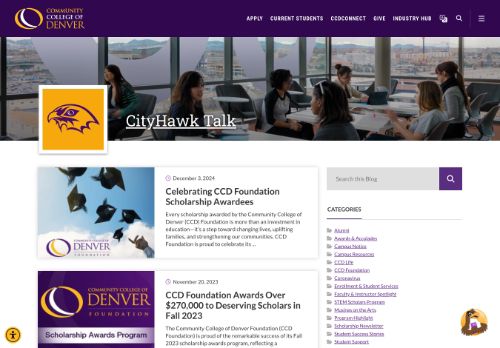 COMMUNITY
COLLEGE OF
DENVER
APPLY CURRENT STUDENTS CCDCONNECT GIVE INDUSTRY HUB
CityHawk Talk
December 3, 2024
Celebrating CCD Foundation
Scholarship Awardees
Every scholarship awarded by the Community College of
Denver (CCD) Foundation is more than an investment in
education—it's a step toward changing lives, uplifting
families, and strengthening our communities. CCD
Foundation is proud to celebrate its ...
COMMUNITY COLLEGE OF
DENVER
FOUNDATION
November 20, 2023
CCD Foundation Awards Over
$270,000 to Deserving Scholars in
Fall 2023
The Community College of Denver Foundation (CCD
Foundation) is proud of the remarkable success of its Fall
2023 scholarship awards program, reflecting a
COMMUNITY COLLEGE OF
DENVER
FOUNDATION
Scholarship Awards Program
Search this Blog
CATEGORIES
Alumni
Awards & Accolades
Campus Notice
Campus Resources
CCD Life
CCD Foundation
Coronavirus
Enrollment & Student Services
Faculty & Instructor Spotlight
STEM Scholars Program
Musings on the Arts
Program Highlight
Scholarship Newsletter
Student Success Stories
Student Support